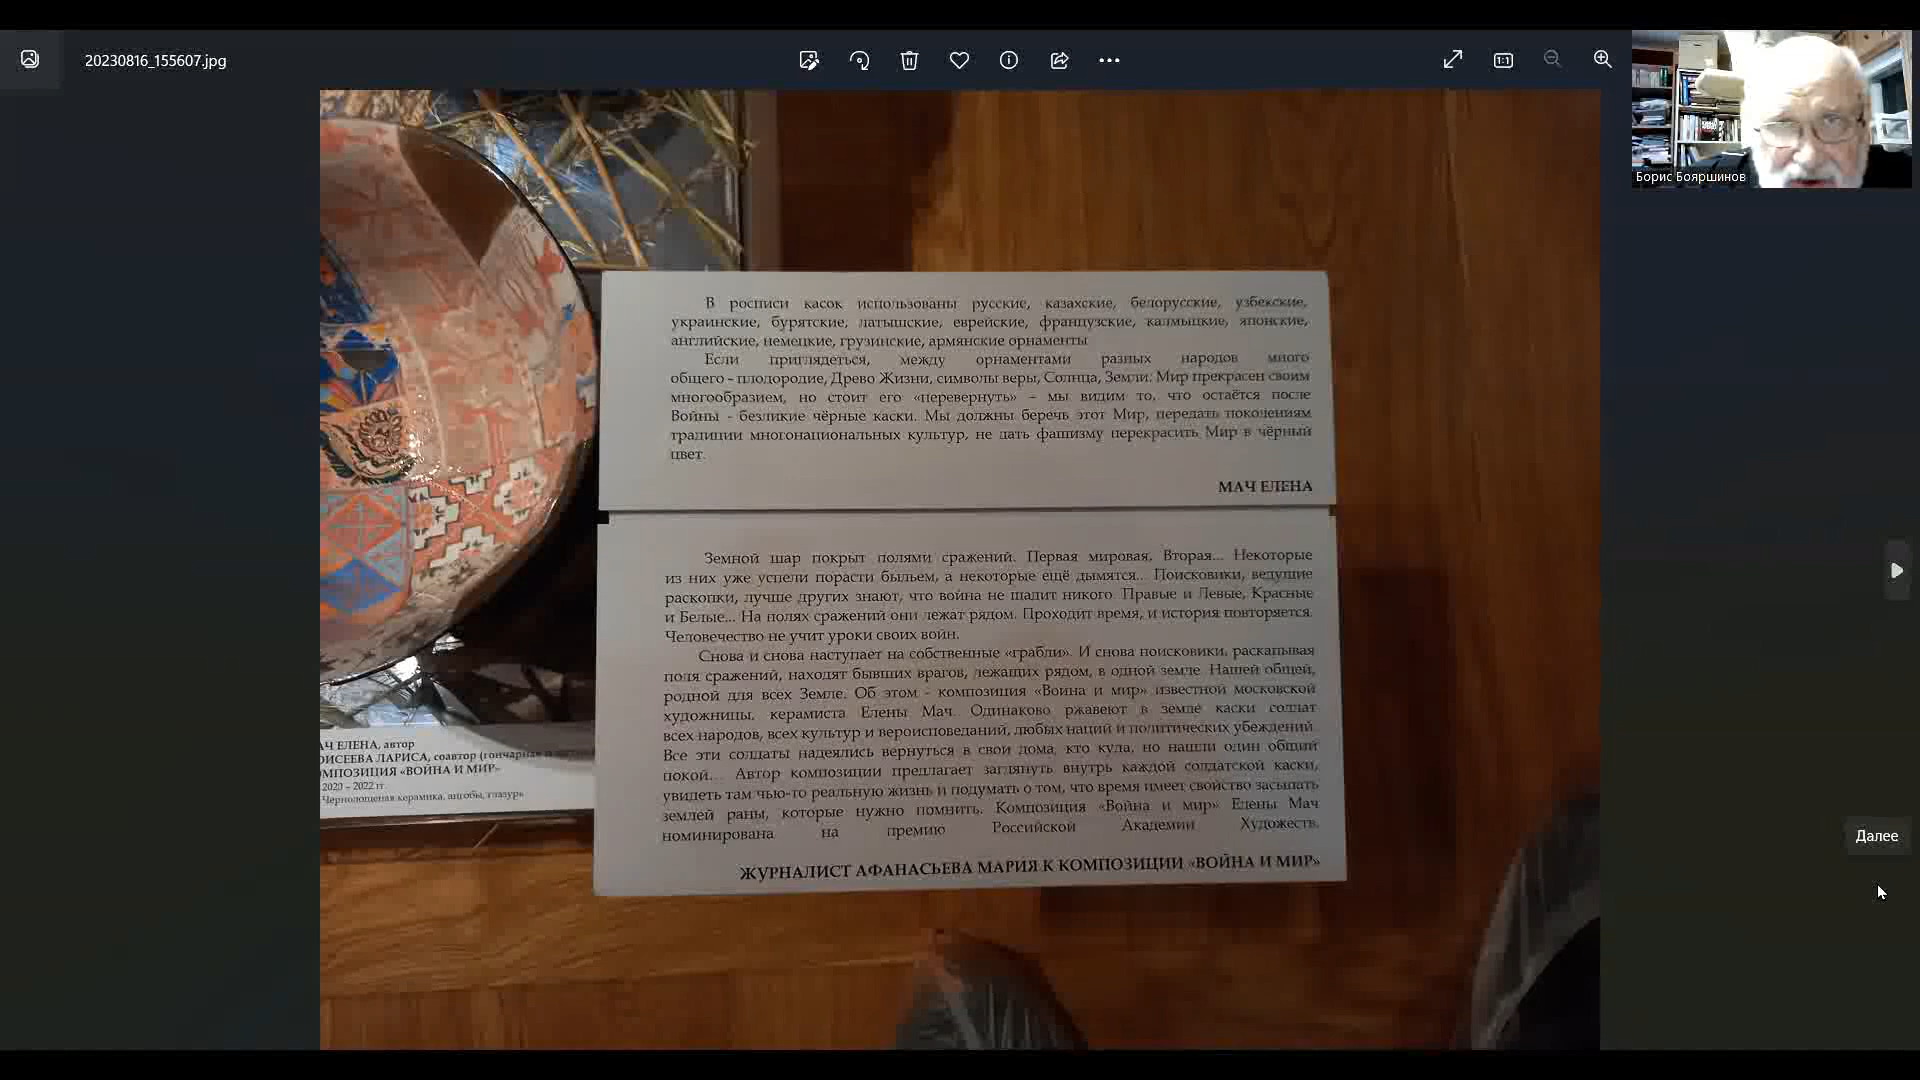 20230816_155607.jpg
Борис Бояршинов
В росписи касок использованы русские, казахские, белорусские, узбекские,
украинские, бурятские, латышские, еврейские, французские, калмыцкие, японские,
английские, немецкие, грузинские, армянские орнаменты
Если приглядеться, между орнаментами разных народов много
общего - плодородие, Древо Жизни, символы веры, Солнца, Земли. Мир прекрасен своим
многообразием, но стоит его «перевернуть» – мы видим то, что остаётся после
Войны - безликие чёрные каски. Мы должны беречь этот Мир, передать поколениям
традиции многонациональных культур, не дать фашизму перекрасить Мир в чёрный
цвет.
МАЧ ЕЛЕНА
Земной шар покрыт полями сражений. Первая мировая, Вторая... Некоторые
из них уже успели порасти быльем, а некоторые ещё дымятся... Поисковики, ведущие
раскопки, лучше других знают, что война не щадит никого. Правые и Левые, Красные
и Белые... На полях сражений они лежат рядом. Проходит время, и история повторяется.
Человечество не учит уроки своих войн.
Снова и снова наступает на собственные «грабли». И снова поисковики, раскапывая
поля сражений, находят бывших врагов, лежащих рядом, в одной земле. Нашей общей,
родной для всех Земле. Об этом - композиция «Война и мир» известной московской
художницы, керамиста Елены Мач. Одинаково ржавеют в земле каски солдат
всех народов, всех культур и вероисповеданий, любых наций и политических убеждений.
Все эти солдаты надеялись вернуться в свои дома, кто куда, но нашли один общий
покой... Автор композиции предлагает заглянуть внутрь каждой солдатской каски,
увидеть там чью-то реальную жизнь и подумать о том, что время имеет свойство засыпать
землей раны, которые нужно помнить. Композиция «Война и мир» Елены Мач
номинирована на премию Российской Академии Художеств.
ЖУРНАЛИСТ АФАНАСЬЕВА МАРИЯ К КОМПОЗИЦИИ «ВОЙНА И МИР»
АЧ ЕЛЕНА, автор
ОИСЕЕВА ЛАРИСА, соавтор (гончарная
ОМПОЗИЦИЯ «ВОЙНА И МИР»
2020 – 2022 гг.
Чернолощеная керамика, ангобы, глазурь
Далее